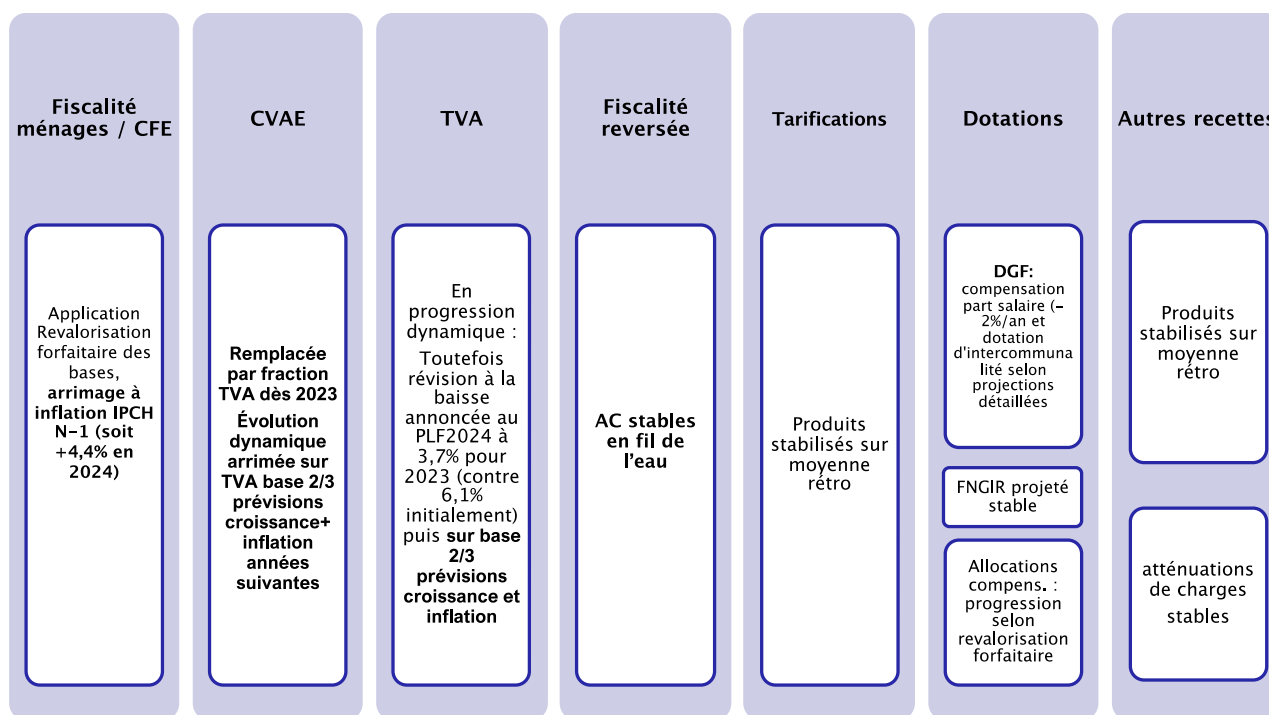 Fiscalité
ménages / CFE
Application
Revalorisation
forfaitaire des
bases,
arrimage à
inflation IPCH
N-1 (soit
+4,4% en
2024)
CVAE
Remplacée
par fraction
TVA dès 2023
Évolution
dynamique
arrimée sur
TVA base 2/3
prévisions
croissance+
inflation
années
suivantes
TVA
En
progression
dynamique :
Toutefois
révision à la
baisse
annoncée au
PLF2024 à
3,7% pour
2023 (contre
6,1%
initialement)
puis sur base
2/3
prévisions
croissance et
inflation
Fiscalité
reversée
AC stables
en fil de
l'eau
Tarifications
Produits
stabilisés sur
moyenne
rétro
Dotations
DGF:
compensation
part salaire (-
2%/an et
dotation
d'intercommuna
lité selon
projections
détaillées
FNGIR projeté
stable
Allocations
compens. :
progression
selon
revalorisation
forfaitaire
Autres recettes
Produits
stabilisés sur
moyenne
rétro
atténuations
de charges
stables